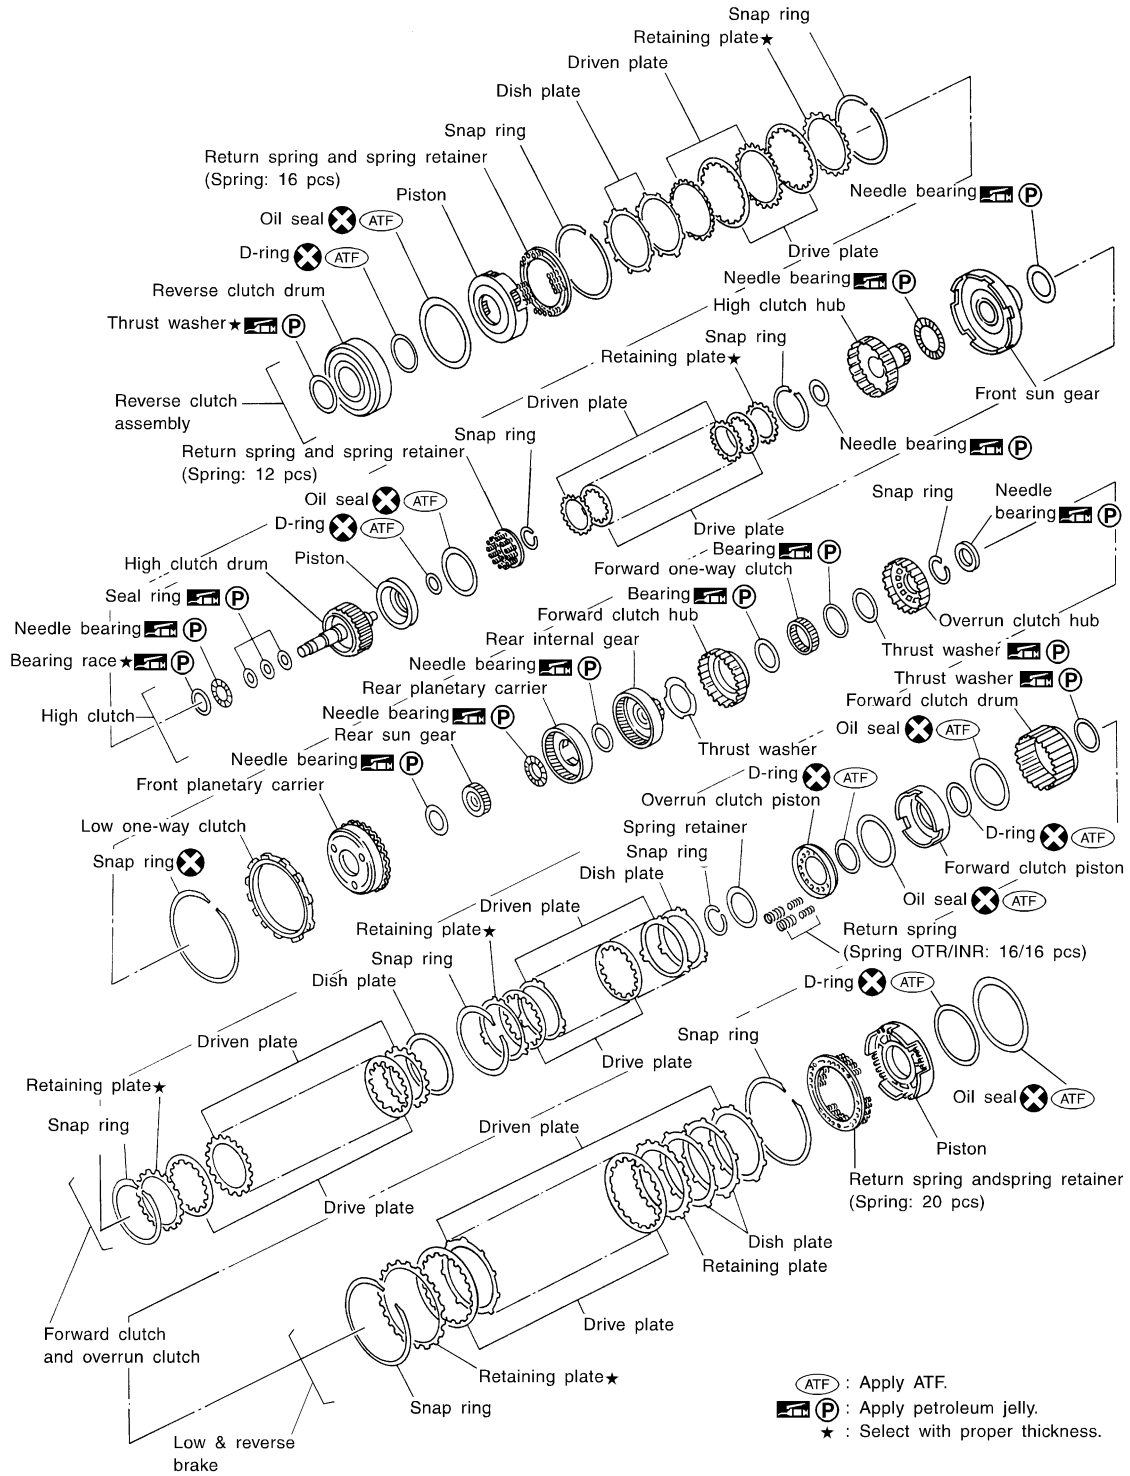 Snap ring
Retaining plate★
Driven plate
Dish plate
Snap ring
Return spring and spring retainer
(Spring: 16 pcs)
Piston
Needle bearing P
Oil seal ATF
D-ring ATF
Drive plate
Needle bearing P
Reverse clutch drum
High clutch hub
Thrust washer★ P
Snap ring
Retaining plate★
Front sun gear
Reverse clutch
assembly
Driven plate
Snap ring
Needle bearing P
Return spring and spring retainer
(Spring: 12 pcs)
Snap ring
Needle
bearing P
Oil seal ATF
D-ring ATF
Drive plate
Bearing P
High clutch drum
Piston
Forward one-way clutch
Seal ring P
Bearing P
Forward clutch hub
Overrun clutch hub
Needle bearing P
Rear internal gear
Thrust washer P
Bearing race★ P
Needle bearing P
Thrust washer P
Rear planetary carrier
Forward clutch drum
High clutch
Needle bearing P
Rear sun gear
Oil seal ATF
Thrust washer
Needle bearing P
D-ring ATF
Front planetary carrier
Overrun clutch piston
Low one-way clutch
Spring retainer
D-ring ATF
Snap ring
Snap ring
Dish plate
Forward clutch piston
Driven plate
Oil seal ATF
Retaining plate★
Return spring
(Spring OTR/INR: 16/16 pcs)
Snap ring
Dish plate
D-ring ATF
Driven plate
Snap ring
Drive plate
Retaining plate★
Oil seal ATF
Snap ring
Driven plate
Piston
Return spring andspring retainer
(Spring: 20 pcs)
Drive plate
Dish plate
Retaining plate
Forward clutch
and overrun clutch
Drive plate
Retaining plate★
Snap ring
ATF : Apply ATF.
P : Apply petroleum jelly.
★ : Select with proper thickness.
Low & reverse
brake